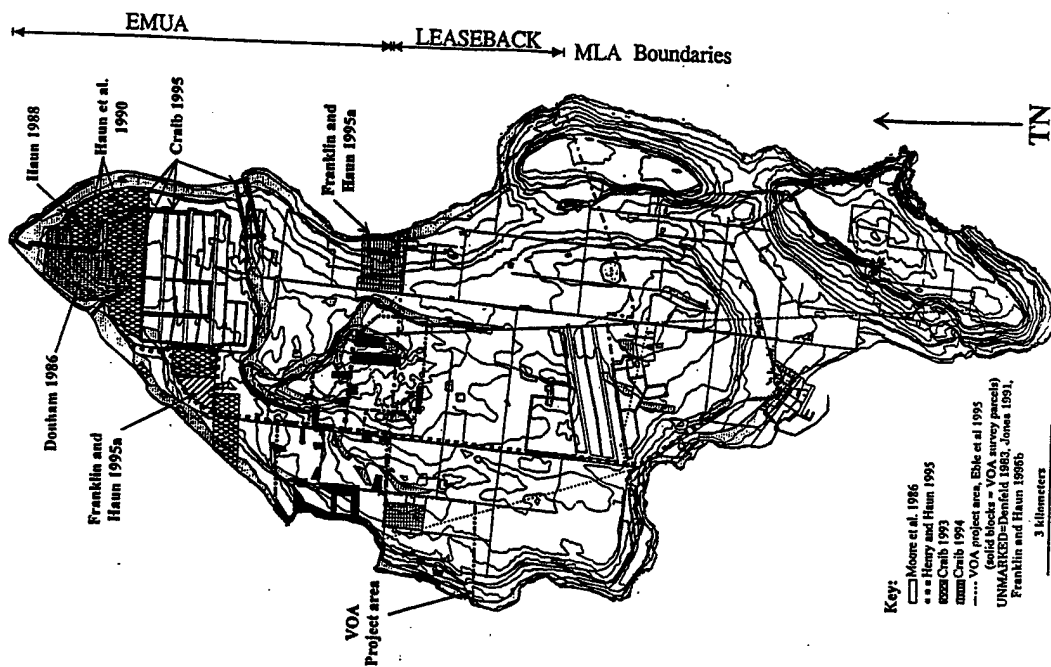 EMUA
LEASEBACK
MLA Boundaries
Haun 1988
Haun et al.
1990
Craib 1995
Franklin and
Haun 1995a
Donham 1986
Franklin and
Haun 1995a
TN
VOA
Project area
Key:
Moore et al. 1986
Henry and Haun 1995
Craib 1993
Craib 1994
VOA project area, Eble et al 1995
(solid blocks = VOA survey parcels)
UNMARKED=Denfeld 1983, Jones 1991,
Franklin and Haun 1996b
3 kilometers